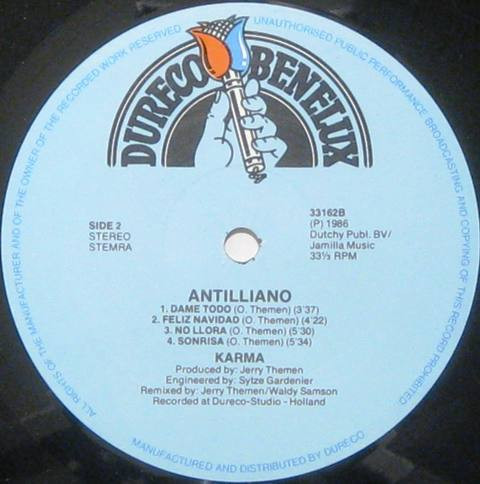 ALL RIGHTS OF THE MANUFACTURER AND OF THE OWNER OF THE RECORDED WORK RESERVED
UNAUTHORISED PUBLIC PERFORMANCE BROADCASTING AND COPYING OF THIS RECORD PROHIBITED
DURECO BENELUX
SIDE 2
STEREO
STEMRA
33162B
(P) 1986
Dutchy Publ. BV/
Jamilla Music
33⅓ RPM
ANTILLIANO
1. DAME TODO (O. Themen) (3'37)
2. FELIZ NAVIDAD (O. Themen) (4'22)
3. NO LLORA (O. Themen) (5'30)
4. SONRISA (O. Themen) (5'34)
KARMA
Produced by: Jerry Themen
Engineered by: Sytze Gardenier
Remixed by: Jerry Themen/Waldy Samson
Recorded at Dureco-Studio - Holland
MANUFACTURED AND DISTRIBUTED BY DURECO